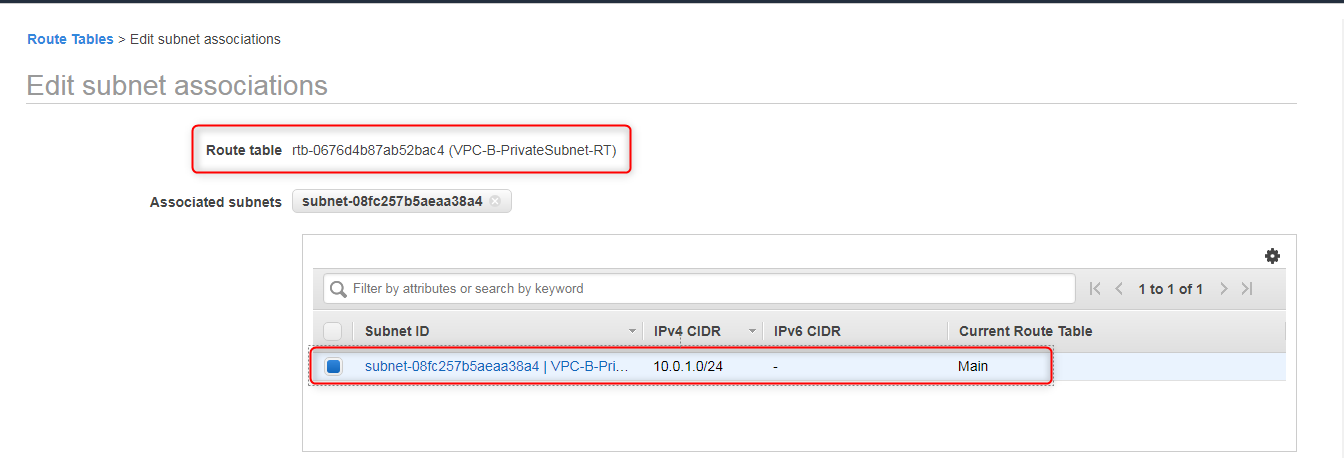 Route Tables > Edit subnet associations
Edit subnet associations
Route table rtb-0676d4b87ab52bac4 (VPC-B-PrivateSubnet-RT)
Associated subnets subnet-08fc257b5aeaa38a4
Filter by attributes or search by keyword 1 to 1 of 1
Subnet ID IPv4 CIDR IPv6 CIDR Current Route Table
subnet-08fc257b5aeaa38a4 | VPC-B-Pri... 10.0.1.0/24 - Main